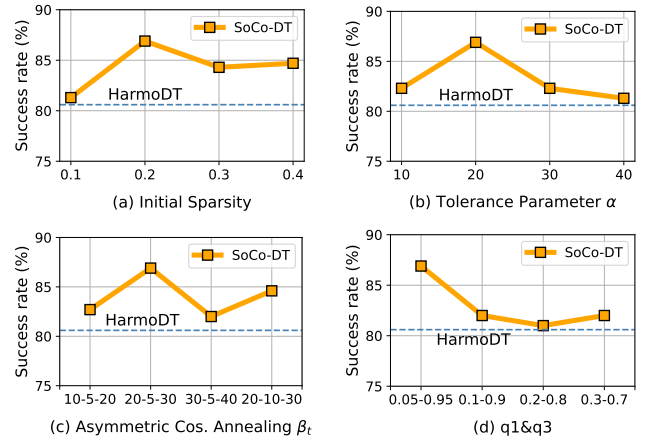 90
85
80
75
Success rate (%)
SoCo-DT
HarmoDT
0.1 0.2 0.3 0.4
(a) Initial Sparsity
90
85
80
75
Success rate (%)
SoCo-DT
HarmoDT
10 20 30 40
(b) Tolerance Parameter α
90
85
80
75
Success rate (%)
SoCo-DT
HarmoDT
10-5-20 20-5-30 30-5-40 20-10-30
(c) Asymmetric Cos. Annealing βt
90
85
80
75
Success rate (%)
SoCo-DT
HarmoDT
0.05-0.95 0.1-0.9 0.2-0.8 0.3-0.7
(d) q1&q3